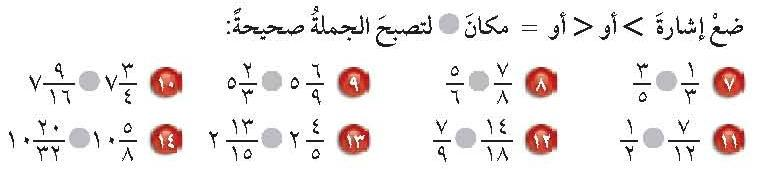 ضعْ إشارةَ > أو < أو = مكانَ ● لتصبحَ الجملةُ صحيحةً:
٧ ١/٣ ● ٣/٥ ٨ ٧/٨ ● ٥/٦ ٩ ٥ ٦/٩ ● ٥ ٢/٣ ١٠ ٧ ٣/٤ ● ٧ ٩/١٦
١١ ٧/١٢ ● ١/٢ ١٢ ١٤/١٨ ● ٧/٩ ١٣ ٢ ٤/٥ ● ٢ ١٣/١٥ ١٤ ١٠ ٥/٨ ● ١٠ ٢٠/٣٢